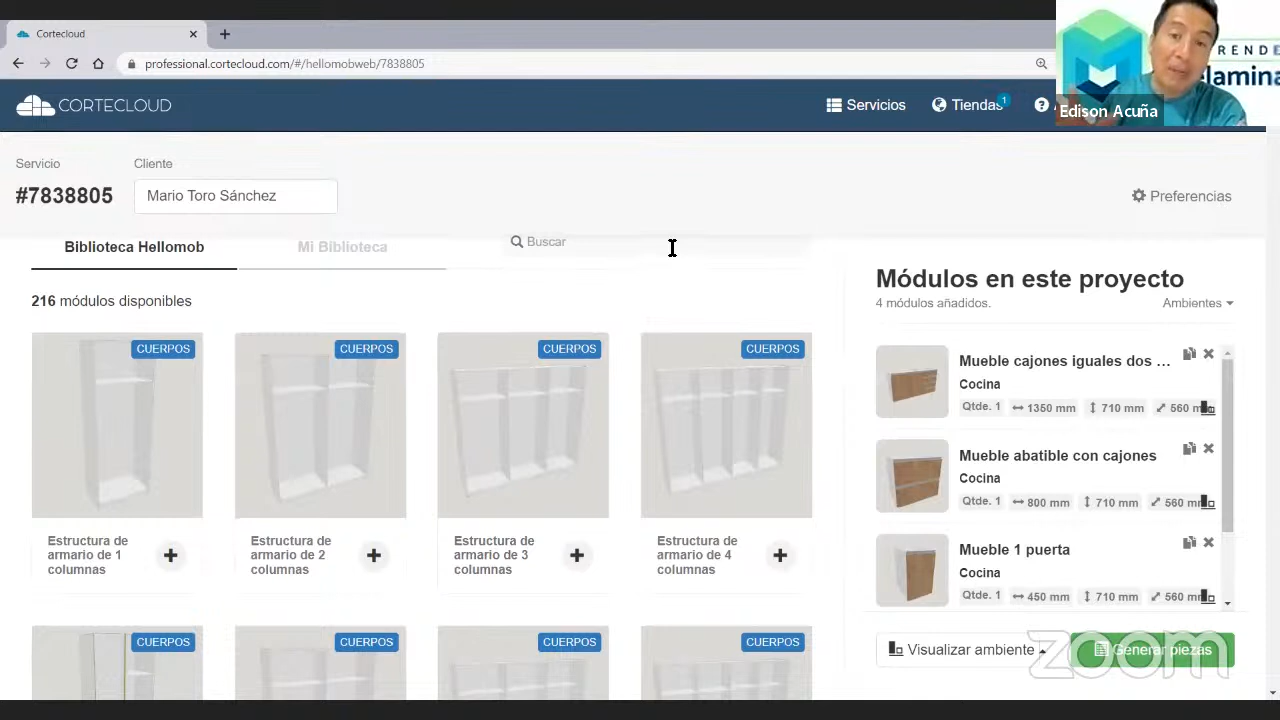 Cortecloud
professional.cortecloud.com/#/hellomobweb/7838805
RENDE
lamina
Edison Acuña
CORTECLOUD
Servicios
Tiendas 1
Servicio
Cliente
#7838805
Mario Toro Sánchez
Preferencias
Biblioteca Hellomob
Mi Biblioteca
Buscar
216 módulos disponibles
Módulos en este proyecto
4 módulos añadidos.
Ambientes
CUERPOS
CUERPOS
CUERPOS
CUERPOS
Estructura de
armario de 1
columnas
Estructura de
armario de 2
columnas
Estructura de
armario de 3
columnas
Estructura de
armario de 4
columnas
Mueble cajones iguales dos …
Cocina
Qtde. 1 1350 mm 710 mm 560 m
Mueble abatible con cajones
Cocina
Qtde. 1 800 mm 710 mm 560 m
Mueble 1 puerta
Cocina
Qtde. 1 450 mm 710 mm 560 m
CUERPOS
CUERPOS
CUERPOS
CUERPOS
Visualizar ambiente
Generar piezas
zoom